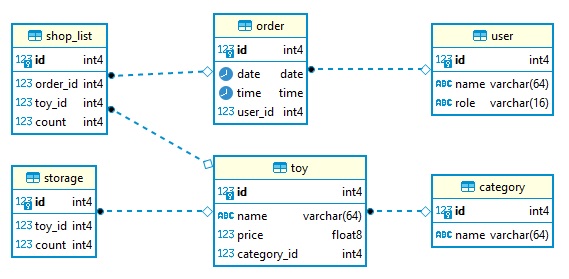 shop_list
123 id int4
123 order_id int4
123 toy_id int4
123 count int4
order
123 id int4
date date
time time
123 user_id int4
user
123 id int4
ABC name varchar(64)
ABC role varchar(16)
storage
123 id int4
123 toy_id int4
123 count int4
toy
123 id int4
ABC name varchar(64)
123 price float8
123 category_id int4
category
123 id int4
ABC name varchar(64)